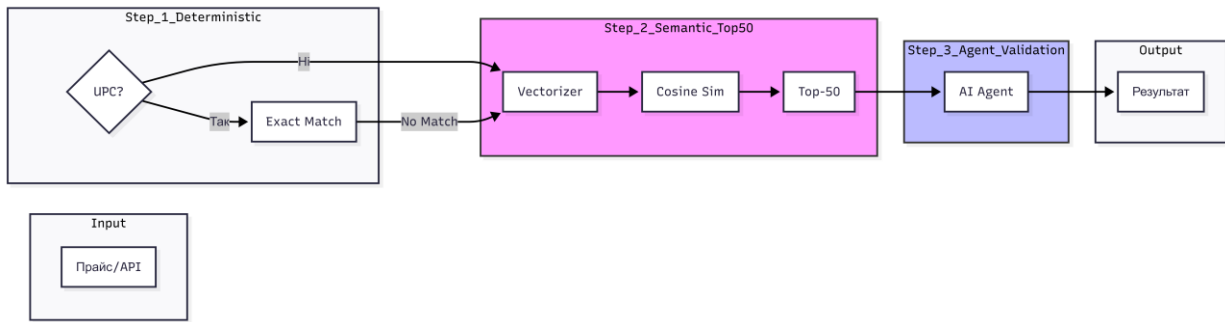 Step_1_Deterministic
UPC?
Ні
Так
Exact Match
No Match
Step_2_Semantic_Top50
Vectorizer
Cosine Sim
Top-50
Step_3_Agent_Validation
AI Agent
Output
Результат
Input
Прайс/API